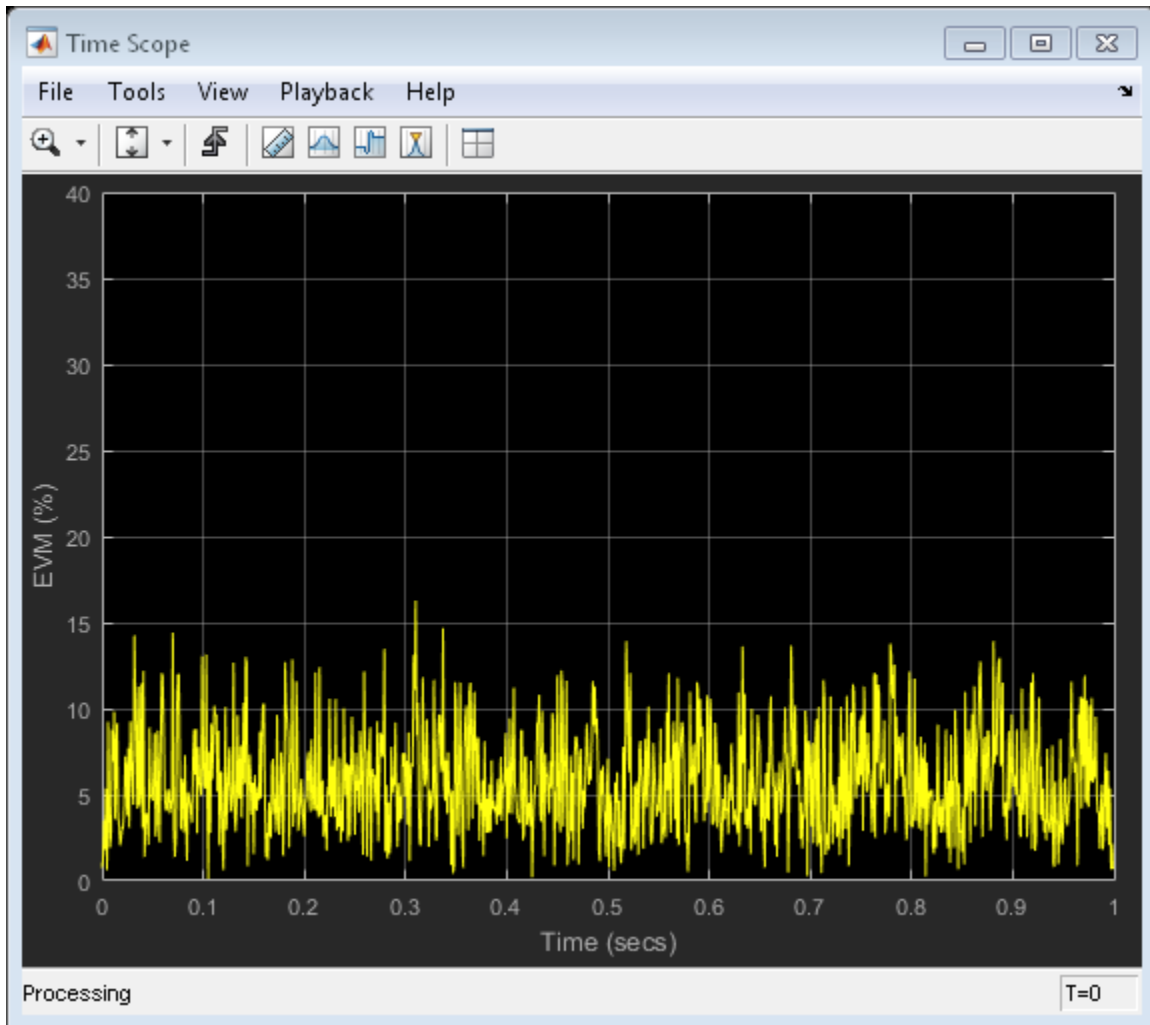 Time Scope
File Tools View Playback Help
40
35
30
25
20
15
10
5
0
EVM (%)
0 0.1 0.2 0.3 0.4 0.5 0.6 0.7 0.8 0.9 1
Time (secs)
Processing T=0